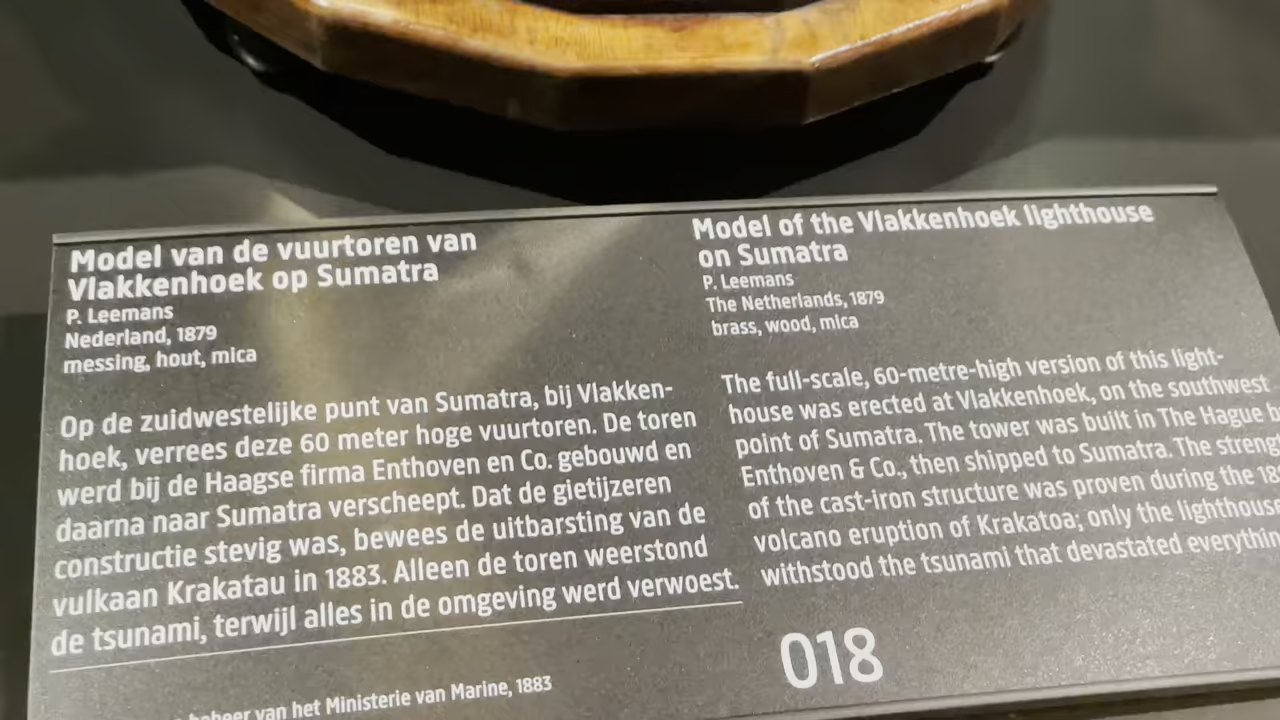 Model van de vuurtoren van
Vlakkenhoek op Sumatra
P. Leemans
Nederland, 1879
messing, hout, mica
Op de zuidwestelijke punt van Sumatra, bij Vlakken-
hoek, verrees deze 60 meter hoge vuurtoren. De toren
werd bij de Haagse firma Enthoven en Co. gebouwd en
daarna naar Sumatra verscheept. Dat de gietijzeren
constructie stevig was, bewees de uitbarsting van de
vulkaan Krakatau in 1883. Alleen de toren weerstond
de tsunami, terwijl alles in de omgeving werd verwoest.
beheer van het Ministerie van Marine, 1883
Model of the Vlakkenhoek lighthouse
on Sumatra
P. Leemans
The Netherlands, 1879
brass, wood, mica
The full-scale, 60-metre-high version of this light-
house was erected at Vlakkenhoek, on the southwest
point of Sumatra. The tower was built in The Hague
Enthoven & Co., then shipped to Sumatra. The
of the cast-iron structure was proven during the
volcano eruption of Krakatoa; only the lighthouse
withstood the tsunami that devastated
018